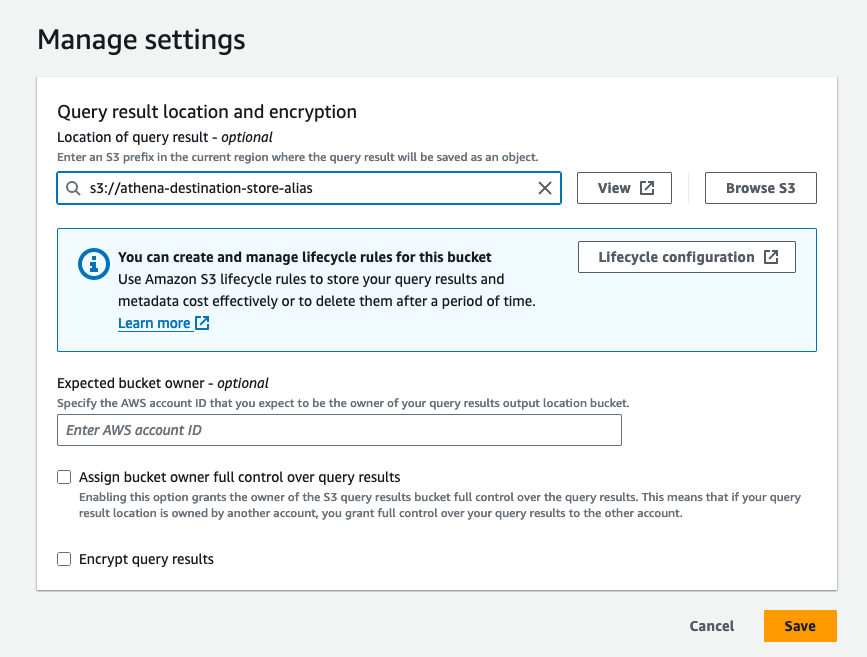 Manage settings
Query result location and encryption
Location of query result - optional
Enter an S3 prefix in the current region where the query result will be saved as an object.
s3://athena-destination-store-alias
View
Browse S3
You can create and manage lifecycle rules for this bucket
Lifecycle configuration
Use Amazon S3 lifecycle rules to store your query results and
metadata cost effectively or to delete them after a period of time.
Learn more
Expected bucket owner - optional
Specify the AWS account ID that you expect to be the owner of your query results output location bucket.
Enter AWS account ID
Assign bucket owner full control over query results
Enabling this option grants the owner of the S3 query results bucket full control over the query results. This means that if your query
result location is owned by another account, you grant full control over your query results to the other account.
Encrypt query results
Cancel
Save